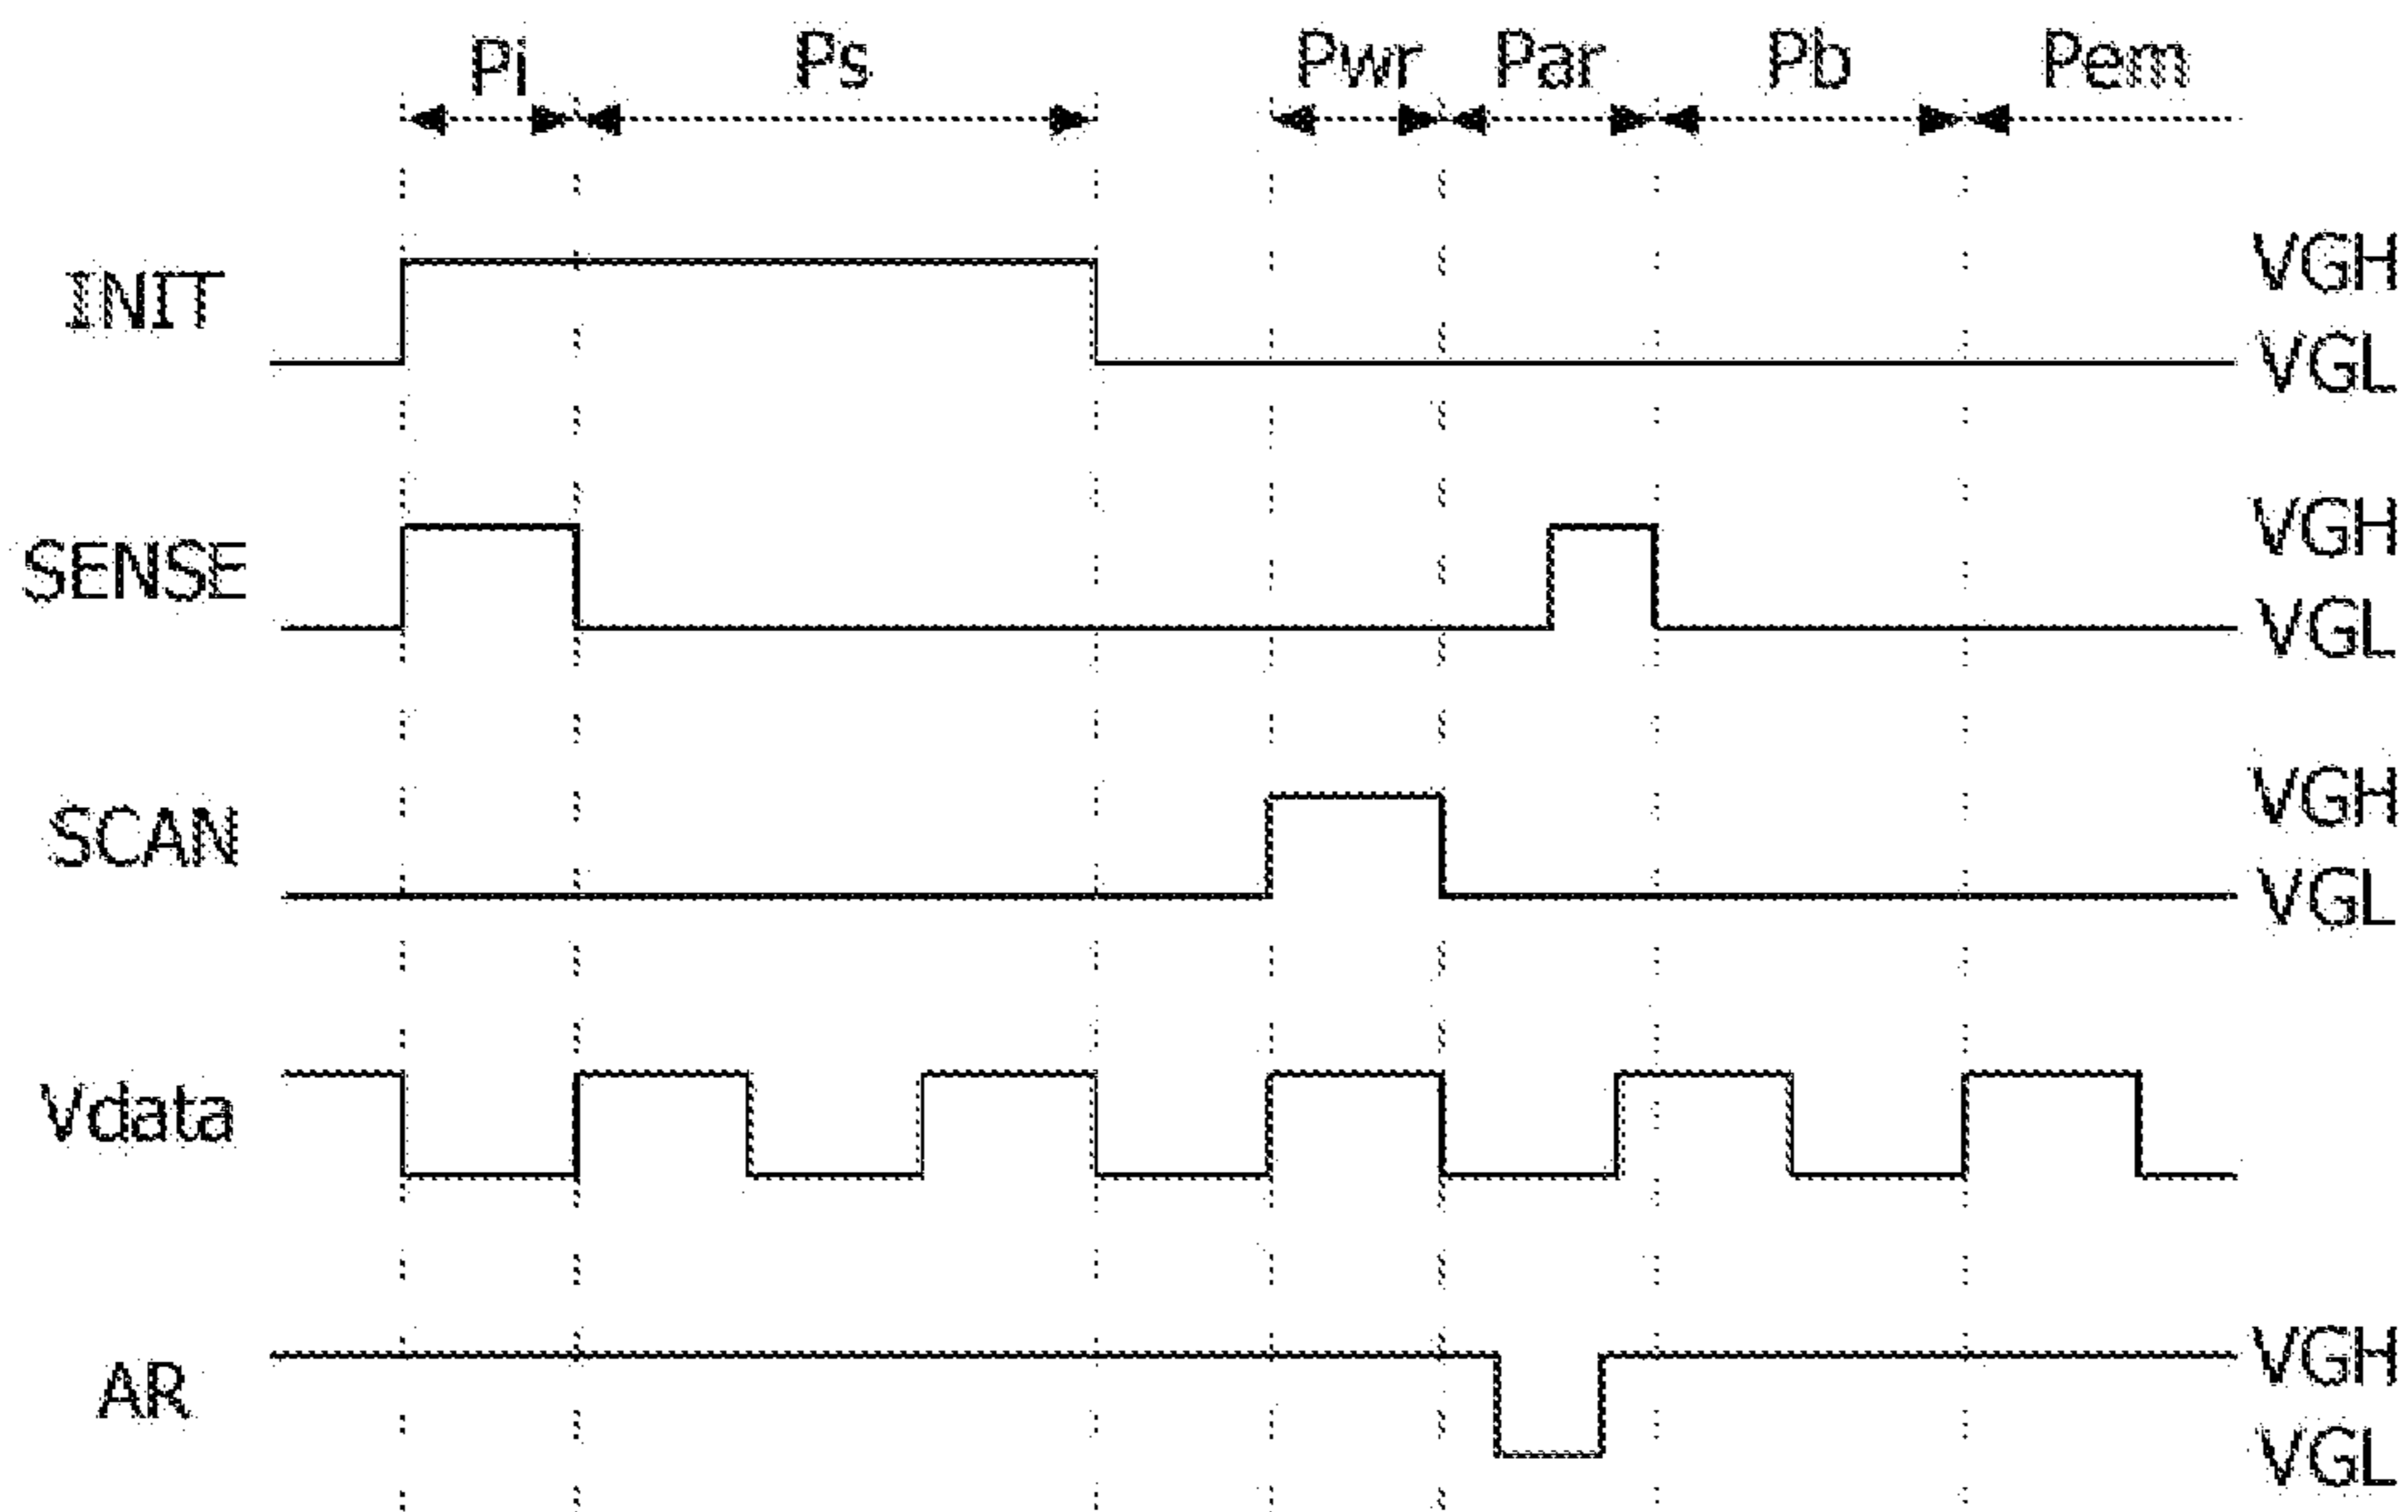 Pi Ps Pwr Par Pb Pem
INIT VGH
VGL
SENSE VGH
VGL
SCAN VGH
VGL
Vdata
AR VGH
VGL